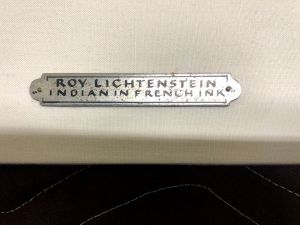 ROY LICHTENSTEIN
INDIAN IN FRENCH INK